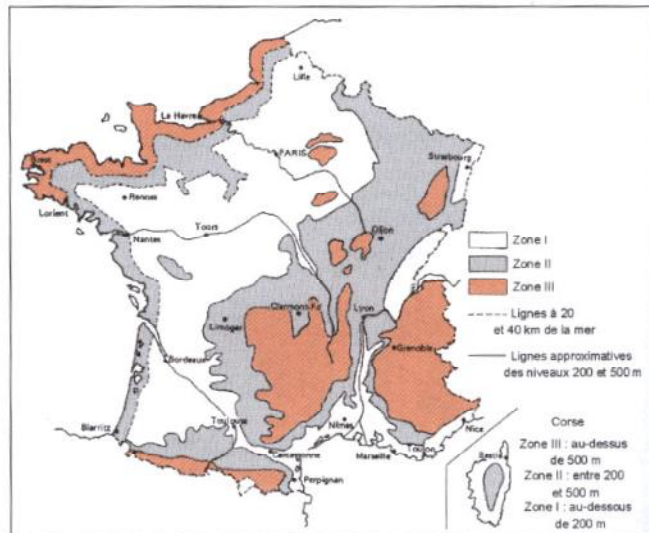 Lille
Le Havre
PARIS
Strasbourg
Brest
Rennes
Lorient
Nantes
Tours
Dijon
Zone I
Zone II
Zone III
Lignes à 20
et 40 km de la mer
Lignes approximatives
des niveaux 200 et 500 m
Limoges
Lyon
Grenoble
Bordeaux
Biarritz
Toulouse
Nîmes
Carcassonne
Marseille
Toulon
Nice
Perpignan
Corse
Bastia
Zone III : au-dessus
de 500 m
Zone II : entre 200
et 500 m
Zone I : au-dessous
de 200 m